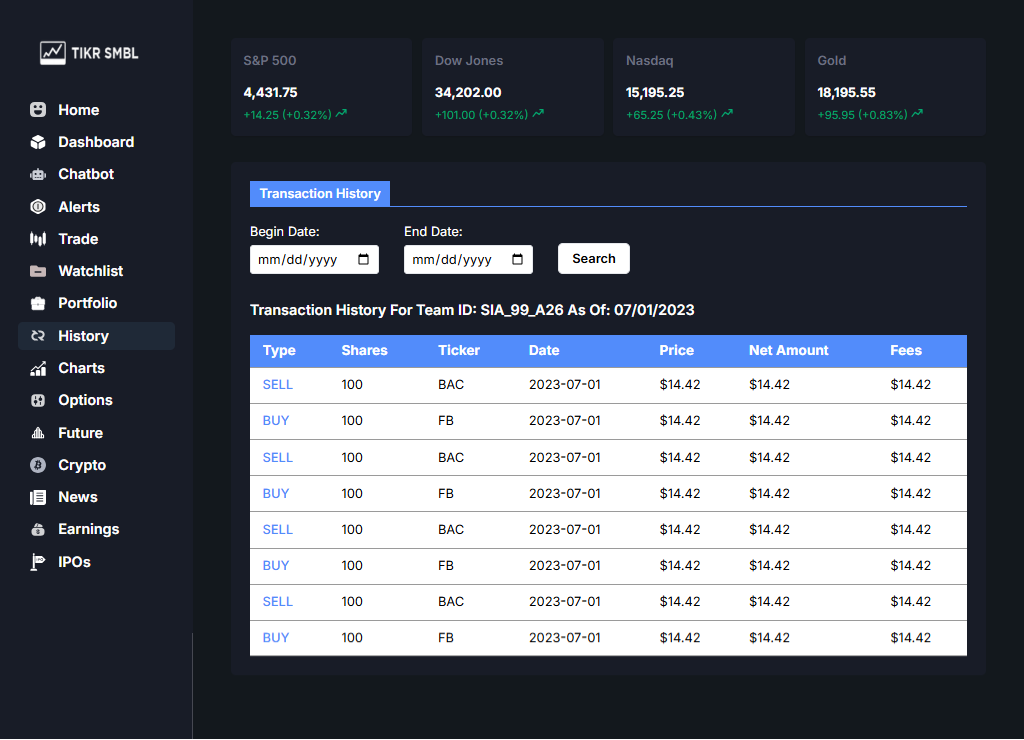 TIKR SMBL
Home
Dashboard
Chatbot
Alerts
Trade
Watchlist
Portfolio
History
Charts
Options
Future
Crypto
News
Earnings
IPOs
S&P 500
4,431.75
+14.25 (+0.32%)
Dow Jones
34,202.00
+101.00 (+0.32%)
Nasdaq
15,195.25
+65.25 (+0.43%)
Gold
18,195.55
+95.95 (+0.83%)
Transaction History
Begin Date: End Date:
mm/dd/yyyy mm/dd/yyyy Search
Transaction History For Team ID: SIA_99_A26 As Of: 07/01/2023
Type Shares Ticker Date Price Net Amount Fees
SELL 100 BAC 2023-07-01 $14.42 $14.42 $14.42
BUY 100 FB 2023-07-01 $14.42 $14.42 $14.42
SELL 100 BAC 2023-07-01 $14.42 $14.42 $14.42
BUY 100 FB 2023-07-01 $14.42 $14.42 $14.42
SELL 100 BAC 2023-07-01 $14.42 $14.42 $14.42
BUY 100 FB 2023-07-01 $14.42 $14.42 $14.42
SELL 100 BAC 2023-07-01 $14.42 $14.42 $14.42
BUY 100 FB 2023-07-01 $14.42 $14.42 $14.42